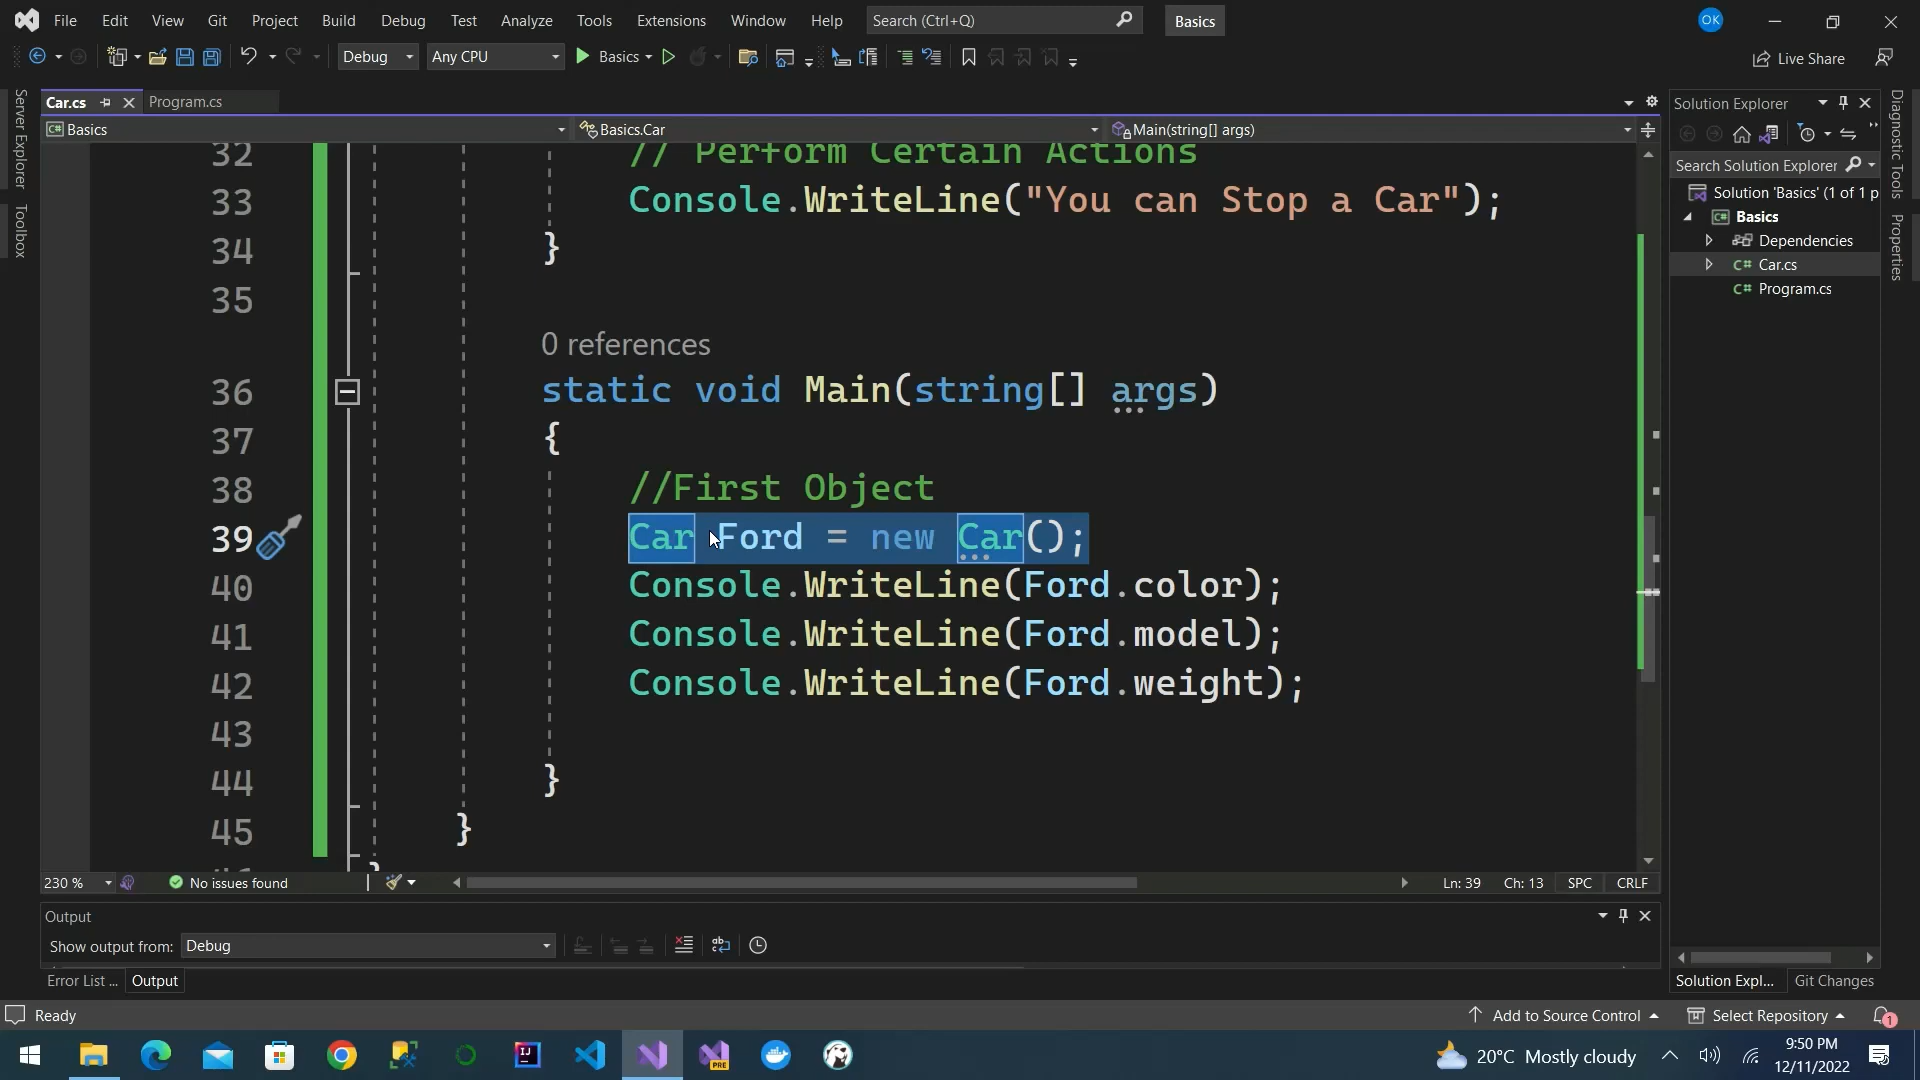 File Edit View Git Project Build Debug Test Analyze Tools Extensions Window Help Search (Ctrl+Q) Basics OK
Debug Any CPU Basics Live Share
Server Explorer
Toolbox
Car.cs Program.cs
Basics Basics.Car Main(string[] args)
32 // Perform Certain Actions
33 Console.WriteLine("You can Stop a Car");
34 }
35
0 references
36 static void Main(string[] args)
37 {
38 //First Object
39 Car Ford = new Car();
40 Console.WriteLine(Ford.color);
41 Console.WriteLine(Ford.model);
42 Console.WriteLine(Ford.weight);
43
44 }
45 }
}
230 % No issues found Ln: 39 Ch: 13 SPC CRLF
Output
Show output from: Debug
Error List ... Output
Solution Explorer
Search Solution Explorer
Solution 'Basics' (1 of 1 p
Basics
Dependencies
C# Car.cs
C# Program.cs
Solution Expl... Git Changes
Diagnostic Tools
Properties
Ready Add to Source Control Select Repository 1
20°C Mostly cloudy
9:50 PM
12/11/2022